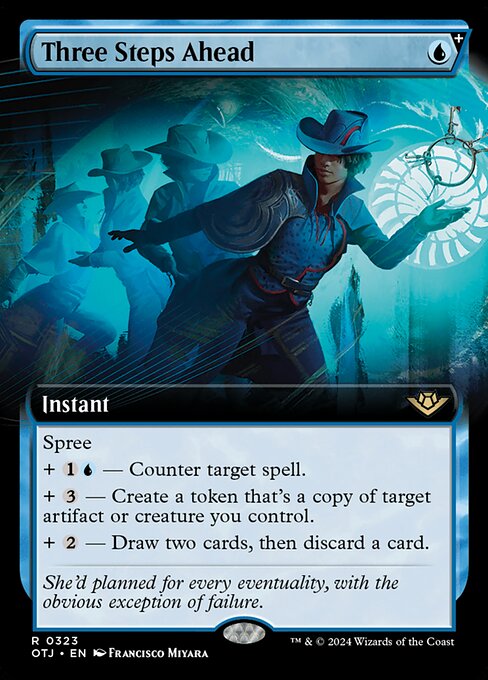 Three Steps Ahead
Instant
Spree
+ 1 — Counter target spell.
+ 3 — Create a token that's a copy of target
artifact or creature you control.
+ 2 — Draw two cards, then discard a card.
She'd planned for every eventuality, with the
obvious exception of failure.
R 0323
™ & © 2024 Wizards of the Coast
OTJ • EN Francisco Miyara